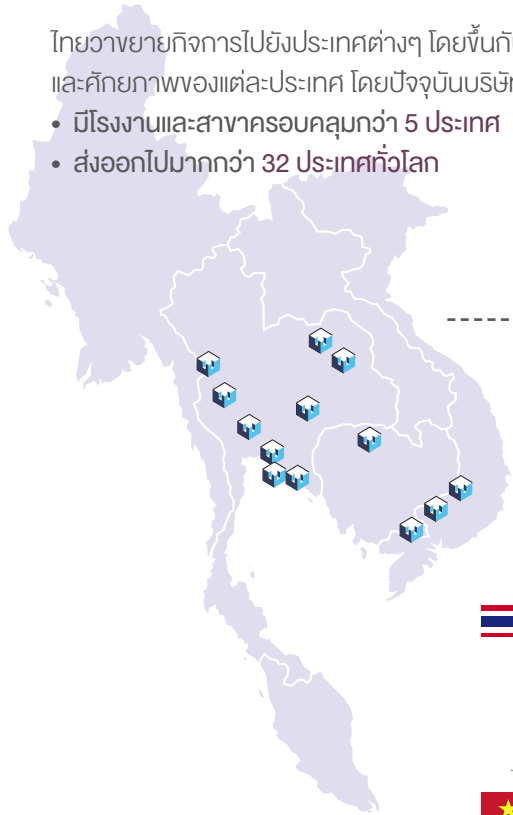 ไทยวาขยายกิจการไปยังประเทศต่างๆ โดยขึ้นกับ
และศักยภาพของแต่ละประเทศ โดยปัจจุบันบริษัท
• มีโรงงานและสาขาครอบคลุมกว่า 5 ประเทศ
• ส่งออกไปมากกว่า 32 ประเทศทั่วโลก